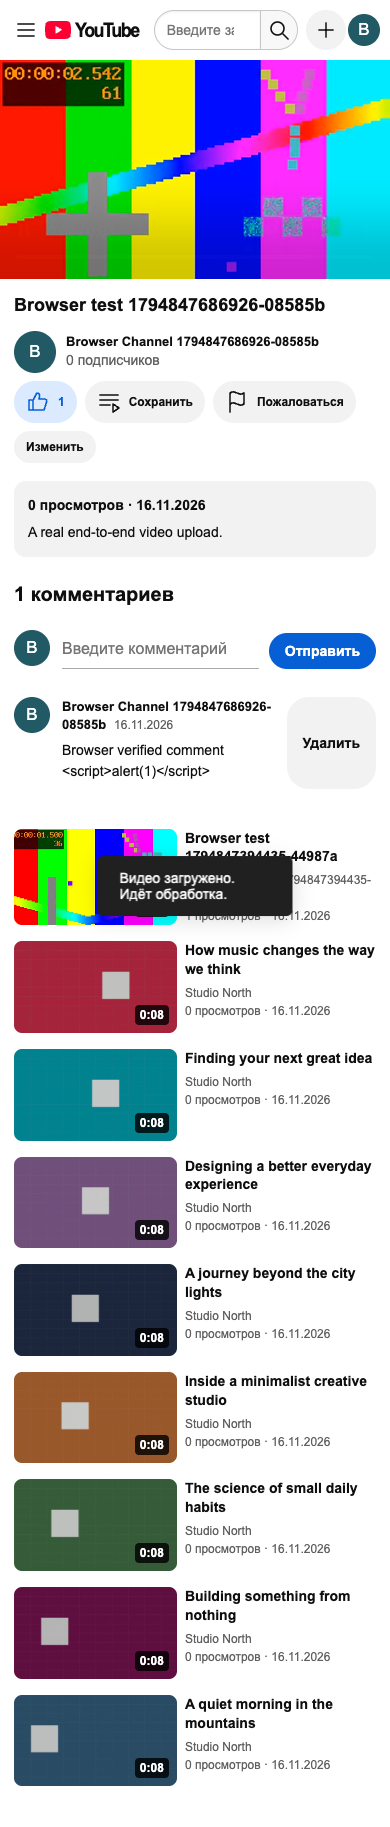 YouTube
Введите за
B
00:00:02.542
61
Browser test 1794847686926-08585b
B
Browser Channel 1794847686926-08585b
0 подписчиков
1
Сохранить
Пожаловаться
Изменить
0 просмотров · 16.11.2026
A real end-to-end video upload.
1 комментариев
B
Введите комментарий
Отправить
B
Browser Channel 1794847686926-
08585b 16.11.2026
Browser verified comment
<script>alert(1)</script>
Удалить
0:00:01.500
36
Browser test
1794847394435-44987a
794847394435-
1 просмотров · 16.11.2026
Видео загружено.
Идёт обработка.
0:08
How music changes the way
we think
Studio North
0 просмотров · 16.11.2026
0:08
Finding your next great idea
Studio North
0 просмотров · 16.11.2026
0:08
Designing a better everyday
experience
Studio North
0 просмотров · 16.11.2026
0:08
A journey beyond the city
lights
Studio North
0 просмотров · 16.11.2026
0:08
Inside a minimalist creative
studio
Studio North
0 просмотров · 16.11.2026
0:08
The science of small daily
habits
Studio North
0 просмотров · 16.11.2026
0:08
Building something from
nothing
Studio North
0 просмотров · 16.11.2026
0:08
A quiet morning in the
mountains
Studio North
0 просмотров · 16.11.2026